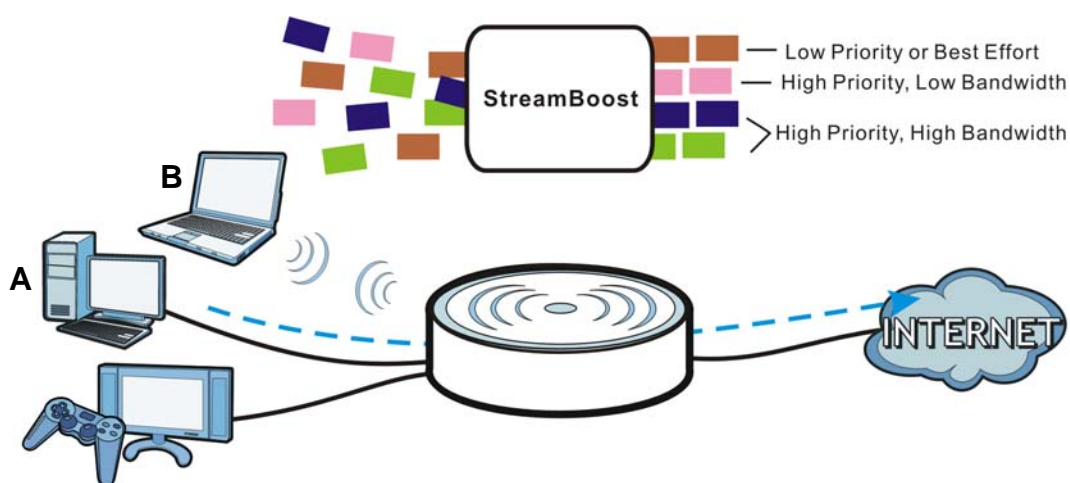 Low Priority or Best Effort
High Priority, Low Bandwidth
StreamBoost
High Priority, High Bandwidth
B
A
INTERNET